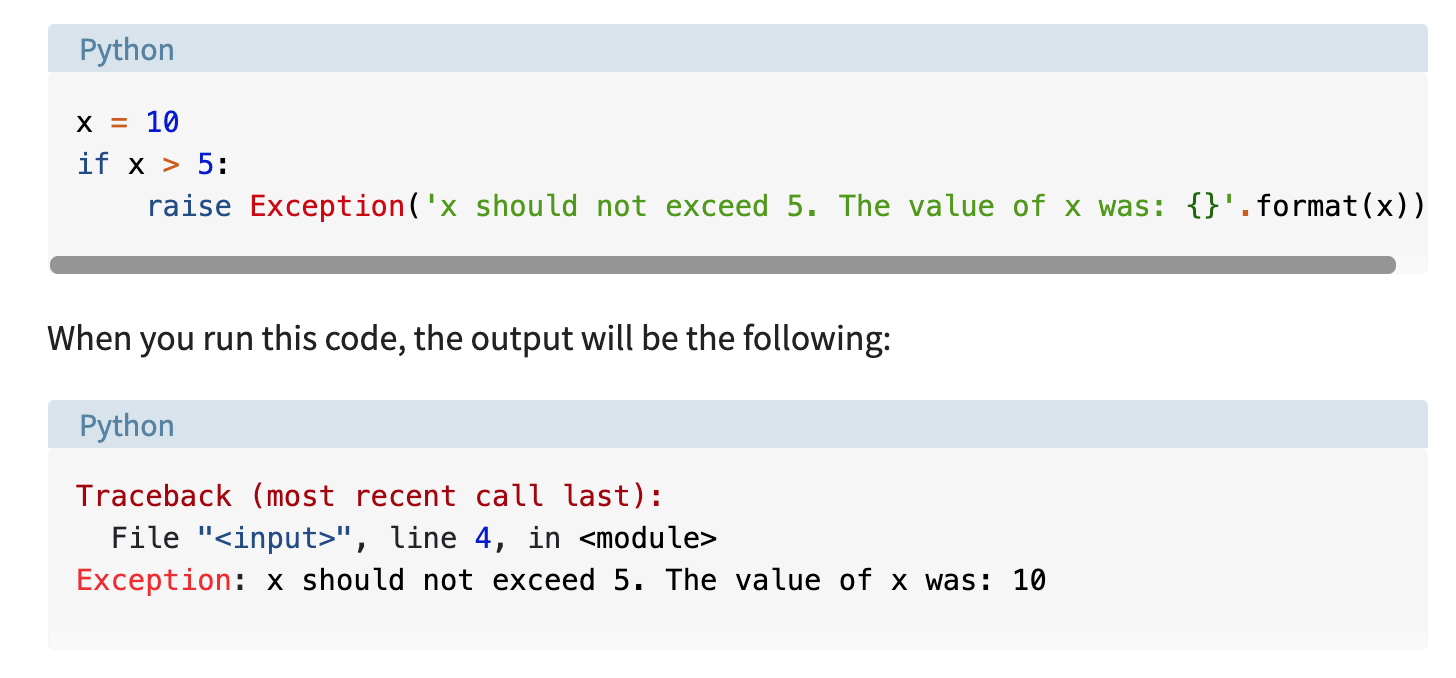 Python
x = 10
if x > 5:
    raise Exception('x should not exceed 5. The value of x was: {}'.format(x))
When you run this code, the output will be the following:
Python
Traceback (most recent call last):
  File "<input>", line 4, in <module>
Exception: x should not exceed 5. The value of x was: 10